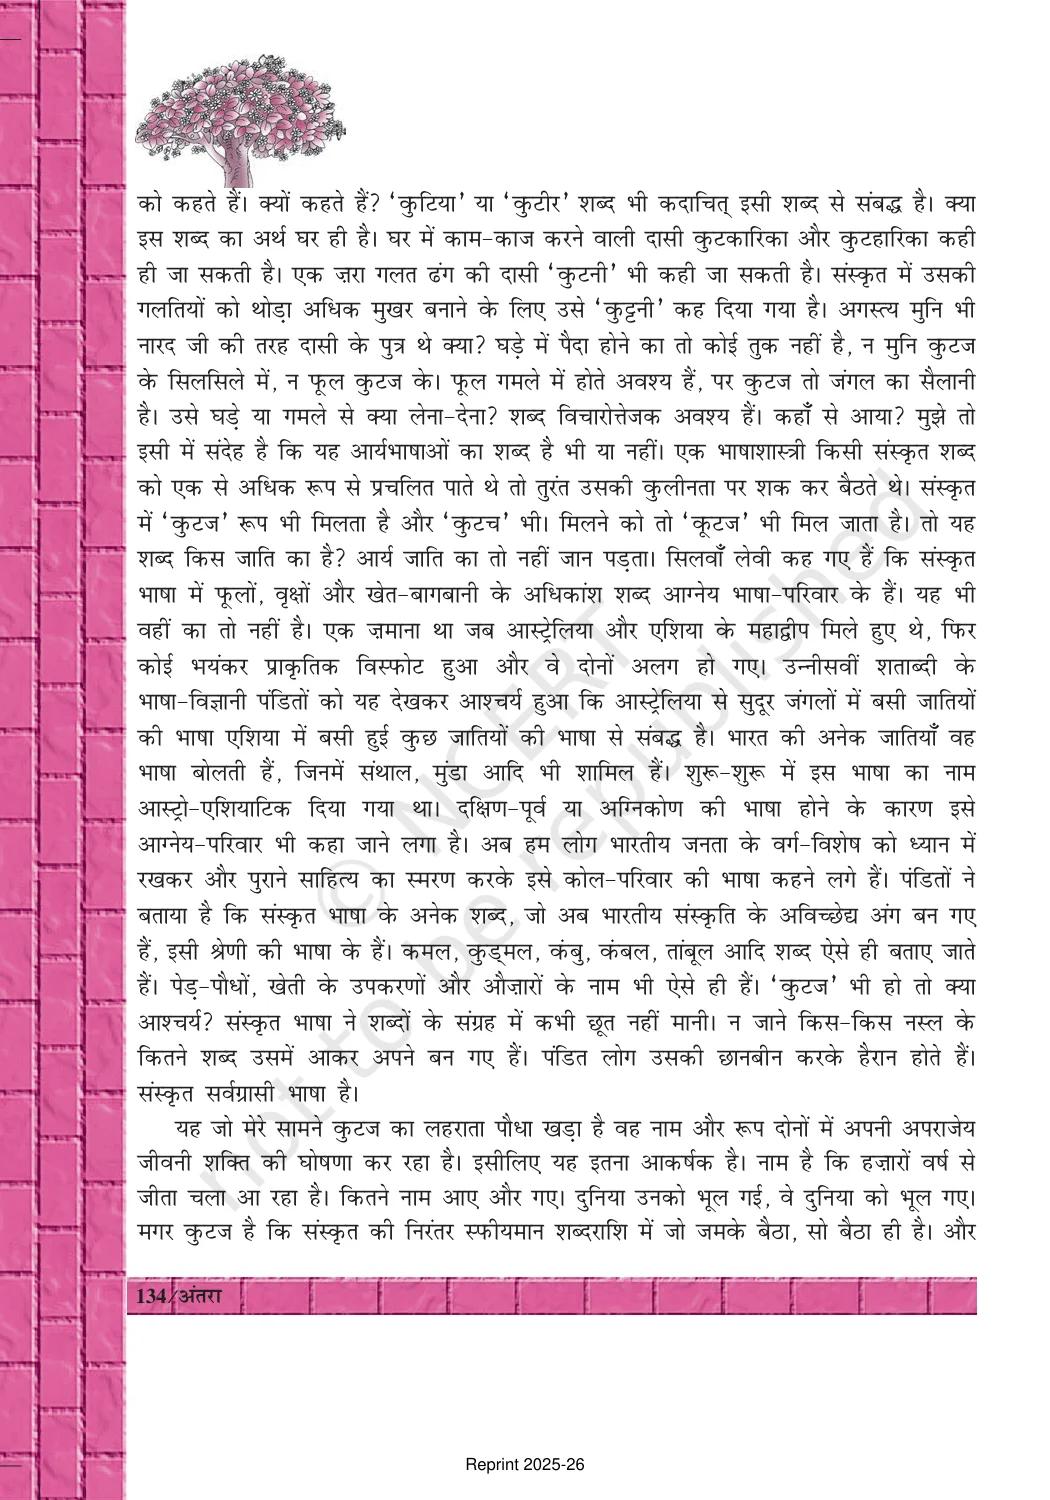 को कहते हैं। क्यों कहते हैं? ‘कुटिया’ या ‘कुटीर’ शब्द भी कदाचित् इसी शब्द से संबद्ध है। क्या
इस शब्द का अर्थ घर ही है। घर में काम-काज करने वाली दासी कुटकारिका और कुटहारिका कही
ही जा सकती है। एक ज़रा गलत ढंग की दासी ‘कुटनी’ भी कही जा सकती है। संस्कृत में उसकी
गलतियों को थोड़ा अधिक मुखर बनाने के लिए उसे ‘कुट्टनी’ कह दिया गया है। अगस्त्य मुनि भी
नारद जी की तरह दासी के पुत्र थे क्या? घड़े में पैदा होने का तो कोई तुक नहीं है, न मुनि कुटज
के सिलसिले में, न फूल कुटज के। फूल गमले में होते अवश्य हैं, पर कुटज तो जंगल का सैलानी
है। उसे घड़े या गमले से क्या लेना-देना? शब्द विचारोत्तेजक अवश्य हैं। कहाँ से आया? मुझे तो
इसी में संदेह है कि यह आर्यभाषाओं का शब्द है भी या नहीं। एक भाषाशास्त्री किसी संस्कृत शब्द
को एक से अधिक रूप से प्रचलित पाते थे तो तुरंत उसकी कुलीनता पर शक कर बैठते थे। संस्कृत
में ‘कुटज’ रूप भी मिलता है और ‘कुटच’ भी। मिलने को तो ‘कूटज’ भी मिल जाता है। तो यह
शब्द किस जाति का है? आर्य जाति का तो नहीं जान पड़ता। सिलवाँ लेवी कह गए हैं कि संस्कृत
भाषा में फूलों, वृक्षों और खेत-बागबानी के अधिकांश शब्द आग्नेय भाषा-परिवार के हैं। यह भी
वहीं का तो नहीं है। एक ज़माना था जब आस्ट्रेलिया और एशिया के महाद्वीप मिले हुए थे, फिर
कोई भयंकर प्राकृतिक विस्फोट हुआ और वे दोनों अलग हो गए। उन्नीसवीं शताब्दी के
भाषा-विज्ञानी पंडितों को यह देखकर आश्चर्य हुआ कि आस्ट्रेलिया से सुदूर जंगलों में बसी जातियों
की भाषा एशिया में बसी हुई कुछ जातियों की भाषा से संबद्ध है। भारत की अनेक जातियाँ वह
भाषा बोलती हैं, जिनमें संथाल, मुंडा आदि भी शामिल हैं। शुरू-शुरू में इस भाषा का नाम
आस्ट्रो-एशियाटिक दिया गया था। दक्षिण-पूर्व या अग्निकोण की भाषा होने के कारण इसे
आग्नेय-परिवार भी कहा जाने लगा है। अब हम लोग भारतीय जनता के वर्ग-विशेष को ध्यान में
रखकर और पुराने साहित्य का स्मरण करके इसे कोल-परिवार की भाषा कहने लगे हैं। पंडितों ने
बताया है कि संस्कृत भाषा के अनेक शब्द, जो अब भारतीय संस्कृति के अविच्छेद्य अंग बन गए
हैं, इसी श्रेणी की भाषा के हैं। कमल, कुड्मल, कंबु, कंबल, तांबूल आदि शब्द ऐसे ही बताए जाते
हैं। पेड़-पौधों, खेती के उपकरणों और औज़ारों के नाम भी ऐसे ही हैं। ‘कुटज’ भी हो तो क्या
आश्चर्य? संस्कृत भाषा ने शब्दों के संग्रह में कभी छूत नहीं मानी। न जाने किस-किस नस्ल के
कितने शब्द उसमें आकर अपने बन गए हैं। पंडित लोग उसकी छानबीन करके हैरान होते हैं।
संस्कृत सर्वग्रासी भाषा है।
यह जो मेरे सामने कुटज का लहराता पौधा खड़ा है वह नाम और रूप दोनों में अपनी अपराजेय
जीवनी शक्ति की घोषणा कर रहा है। इसीलिए यह इतना आकर्षक है। नाम है कि हज़ारों वर्ष से
जीता चला आ रहा है। कितने नाम आए और गए। दुनिया उनको भूल गई, वे दुनिया को भूल गए।
मगर कुटज है कि संस्कृत की निरंतर स्फीयमान शब्दराशि में जो जमके बैठा, सो बैठा ही है। और
134/अंतरा
© NCERT
not to be republished
Reprint 2025-26